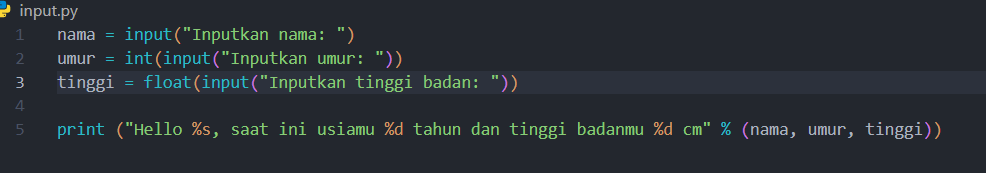 input.py
1 nama = input("Inputkan nama: ")
2 umur = int(input("Inputkan umur: "))
3 tinggi = float(input("Inputkan tinggi badan: "))
4
5 print ("Hello %s, saat ini usiamu %d tahun dan tinggi badanmu %d cm" % (nama, umur, tinggi))